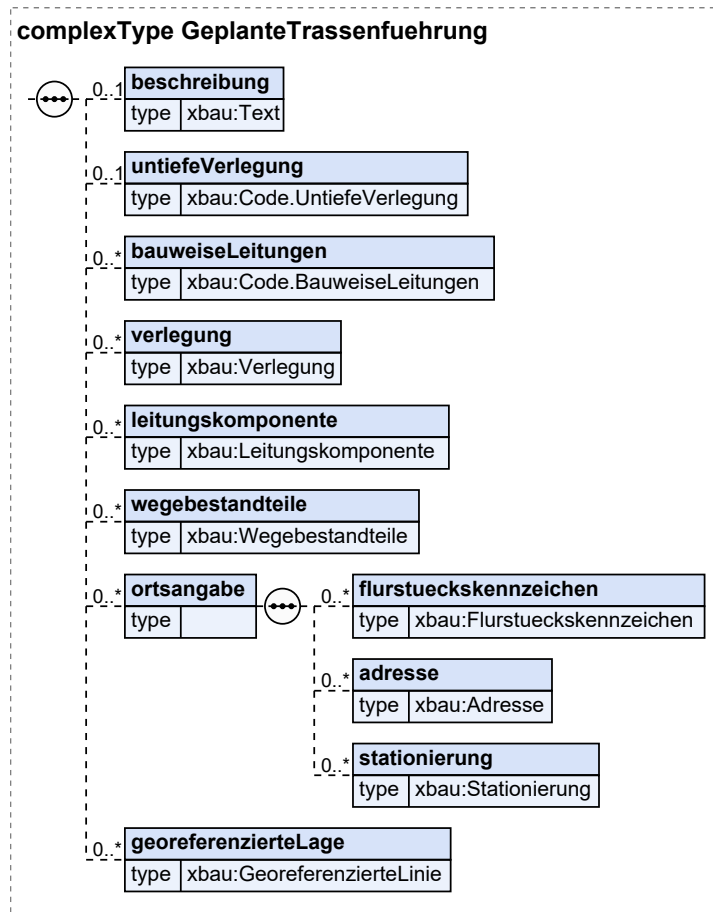 complexType GeplanteTrassenfuehrung
0..1 beschreibung
type xbau:Text
0..1 untiefeVerlegung
type xbau:Code.UntiefeVerlegung
0..* bauweiseLeitungen
type xbau:Code.BauweiseLeitungen
0..* verlegung
type xbau:Verlegung
0..* leitungskomponente
type xbau:Leitungskomponente
0..* wegebestandteile
type xbau:Wegebestandteile
0..* ortsangabe
type
0..* flurstueckskennzeichen
type xbau:Flurstueckskennzeichen
0..* adresse
type xbau:Adresse
0..* stationierung
type xbau:Stationierung
0..* georeferenzierteLage
type xbau:GeoreferenzierteLinie